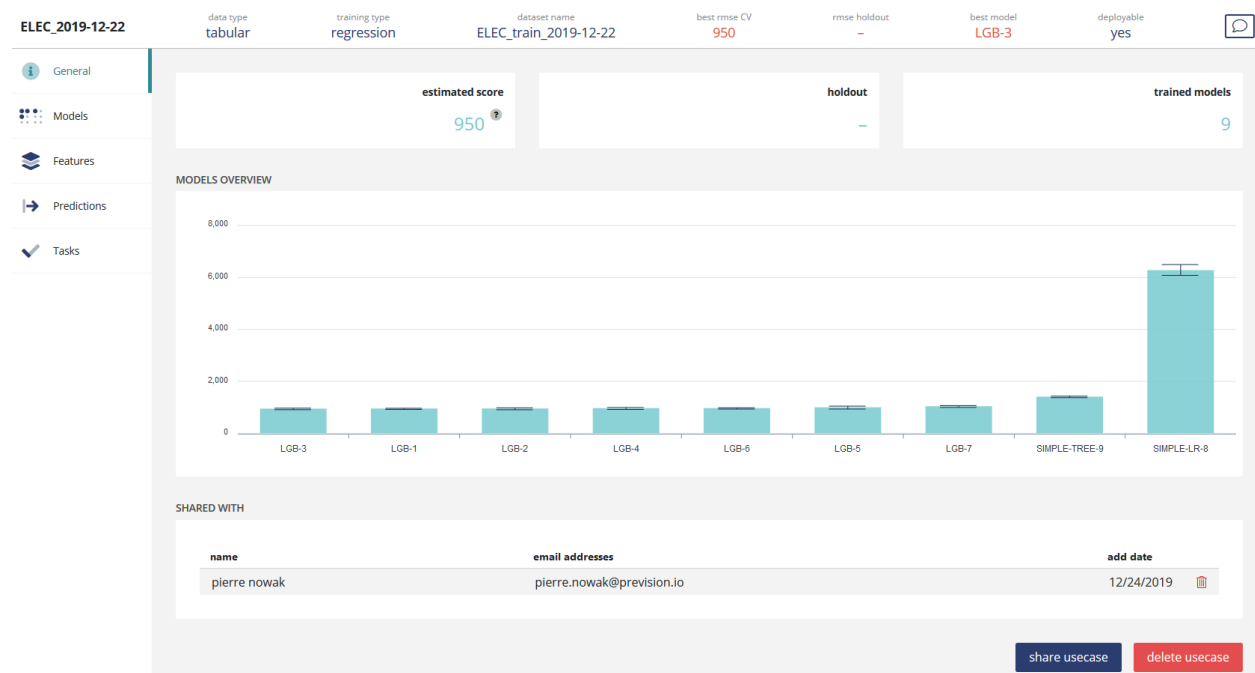 ELEC_2019-12-22
data type training type dataset name best rmse CV rmse holdout best model deployable
tabular regression ELEC_train_2019-12-22 950 – LGB-3 yes
General
Models
Features
Predictions
Tasks
estimated score holdout trained models
950 ? – 9
MODELS OVERVIEW
8,000
6,000
4,000
2,000
0
LGB-3 LGB-1 LGB-2 LGB-4 LGB-6 LGB-5 LGB-7 SIMPLE-TREE-9 SIMPLE-LR-8
SHARED WITH
name email addresses add date
pierre nowak pierre.nowak@prevision.io 12/24/2019
share usecase delete usecase